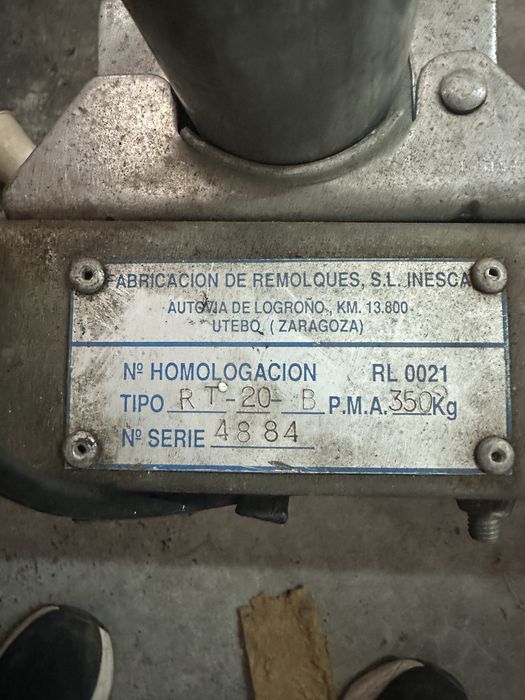 FABRICACION DE REMOLQUES, S.L. INESCA
AUTOVIA DE LOGROÑO., KM. 13.800
UTEBO, (ZARAGOZA)
Nº HOMOLOGACION RL 0021
TIPO RT-20-B P.M.A. 350 Kg
Nº SERIE 4884